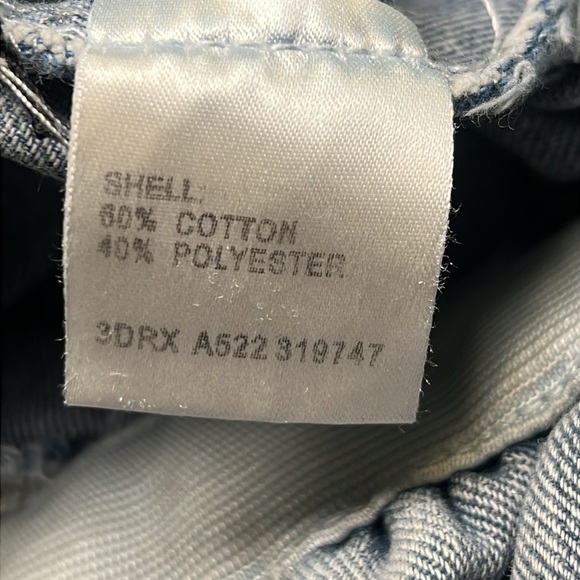 SHELL:
60% COTTON
40% POLYESTER
3DRX A522 319747